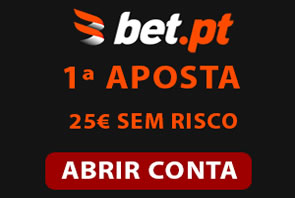 bet.pt
1ª APOSTA
25€ SEM RISCO
ABRIR CONTA